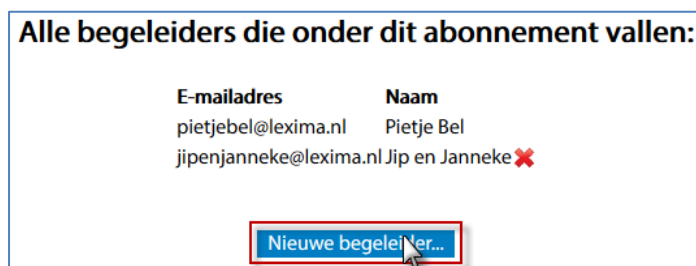 Alle begeleiders die onder dit abonnement vallen:
E-mailadres Naam
pietjebel@lexima.nl Pietje Bel
jipenjanneke@lexima.nl Jip en Janneke
Nieuwe begeleider...